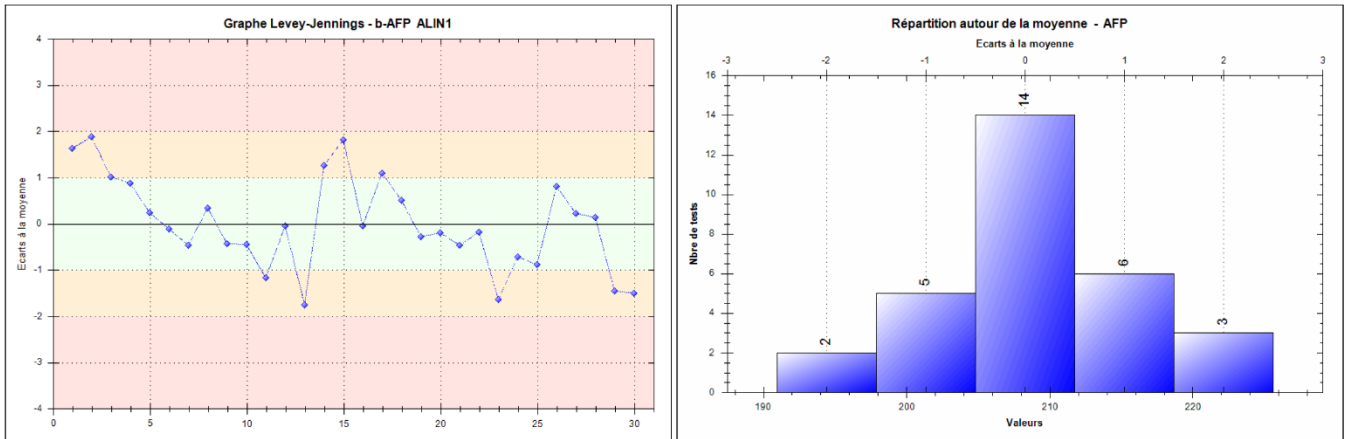 Graphe Levey-Jennings - b-AFP ALIN1
Ecarts à la moyenne
4
3
2
1
0
-1
-2
-3
-4
0 5 10 15 20 25 30
Répartition autour de la moyenne - AFP
Ecarts à la moyenne
-3 -2 -1 0 1 2 3
Nbre de tests
16
14
12
10
8
6
4
2
0
2 5 14 6 3
190 200 210 220
Valeurs